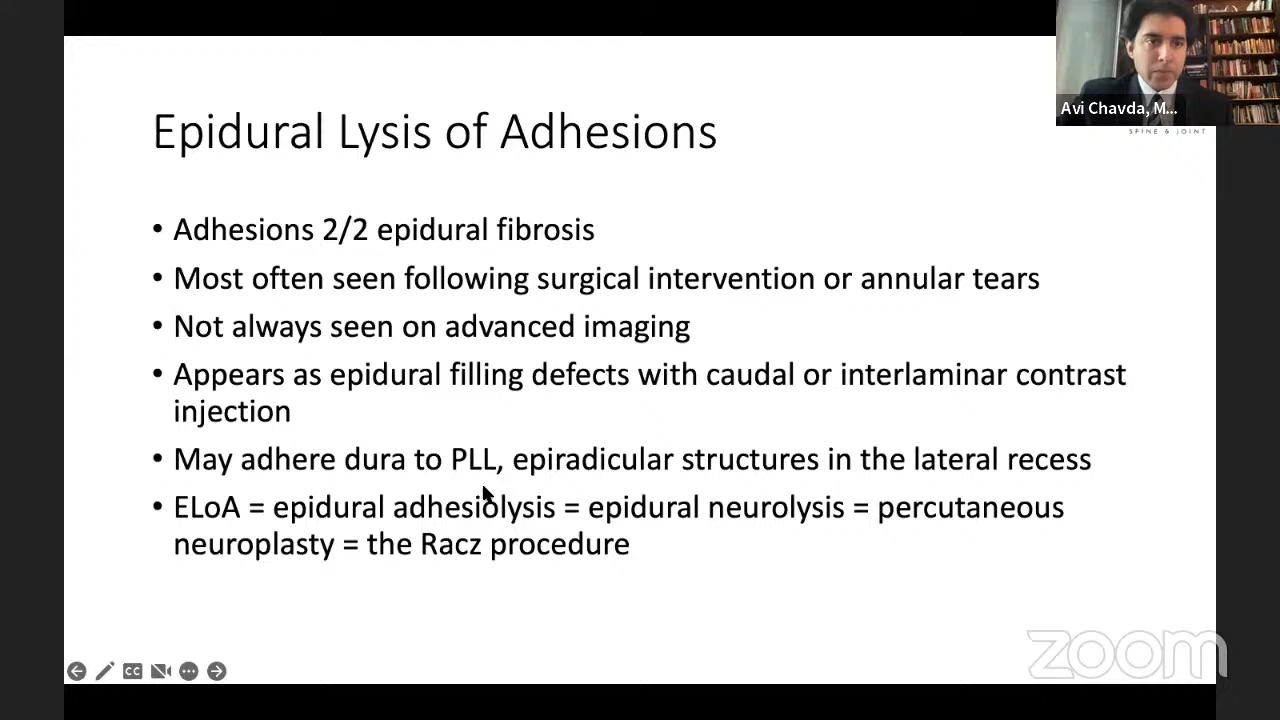 Avi Chavda, M...
SPINE & JOINT
Epidural Lysis of Adhesions
• Adhesions 2/2 epidural fibrosis
• Most often seen following surgical intervention or annular tears
• Not always seen on advanced imaging
• Appears as epidural filling defects with caudal or interlaminar contrast
injection
• May adhere dura to PLL, epiradicular structures in the lateral recess
• ELoA = epidural adhesiolysis = epidural neurolysis = percutaneous
neuroplasty = the Racz procedure
CC
zoom